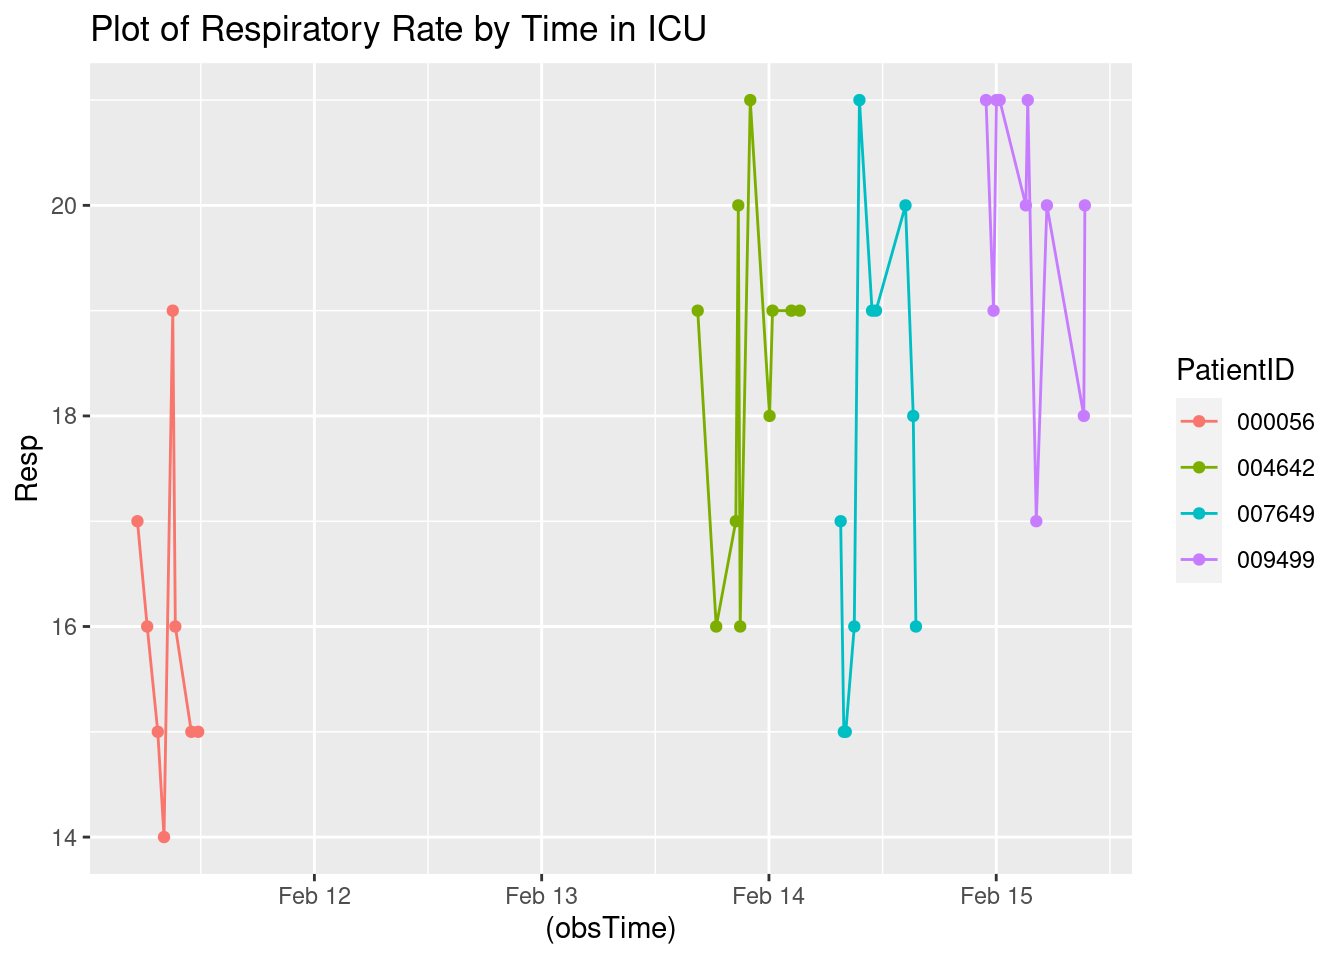 Plot of Respiratory Rate by Time in ICU
Resp
20
18
16
14
Feb 12
Feb 13
Feb 14
Feb 15
(obsTime)
PatientID
000056
004642
007649
009499